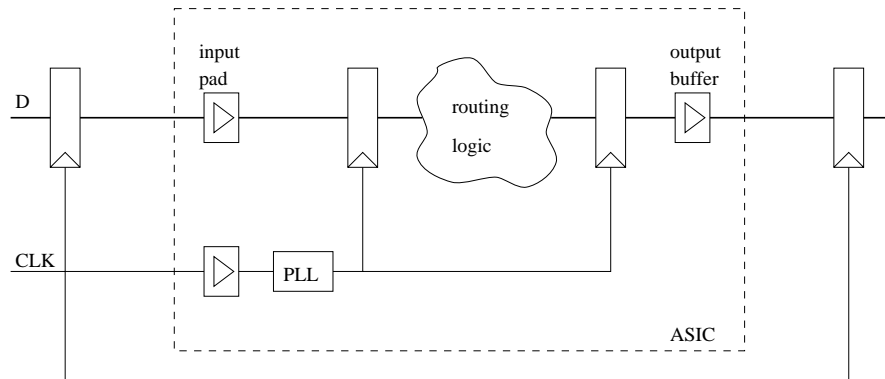 input
pad
output
buffer
D
routing
logic
CLK
PLL
ASIC